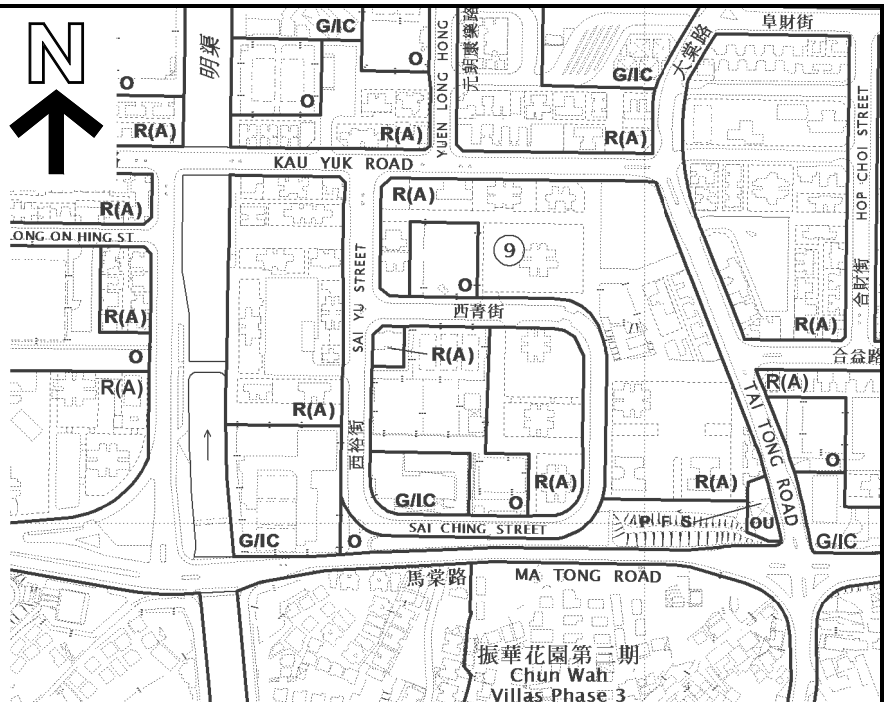 N
明渠
G/IC
O
YUEN LONG HONG
元朗康樂路
G/IC
大棠路
阜財街
O
O
R(A)
R(A)
R(A)
KAU YUK ROAD
HOP CHOI STREET
合財街
R(A)
R(A)
ONG ON HING ST
9
O
SAI YU STREET
西裕街
西菁街
R(A)
R(A)
O
R(A)
合益路
R(A)
R(A)
TAI TONG ROAD
R(A)
O
G/IC
O
R(A)
R(A)
SAI CHING STREET
P F S
OU
G/IC
O
G/IC
馬棠路
MA TONG ROAD
振華花園第三期
Chun Wah
Villas Phase 3